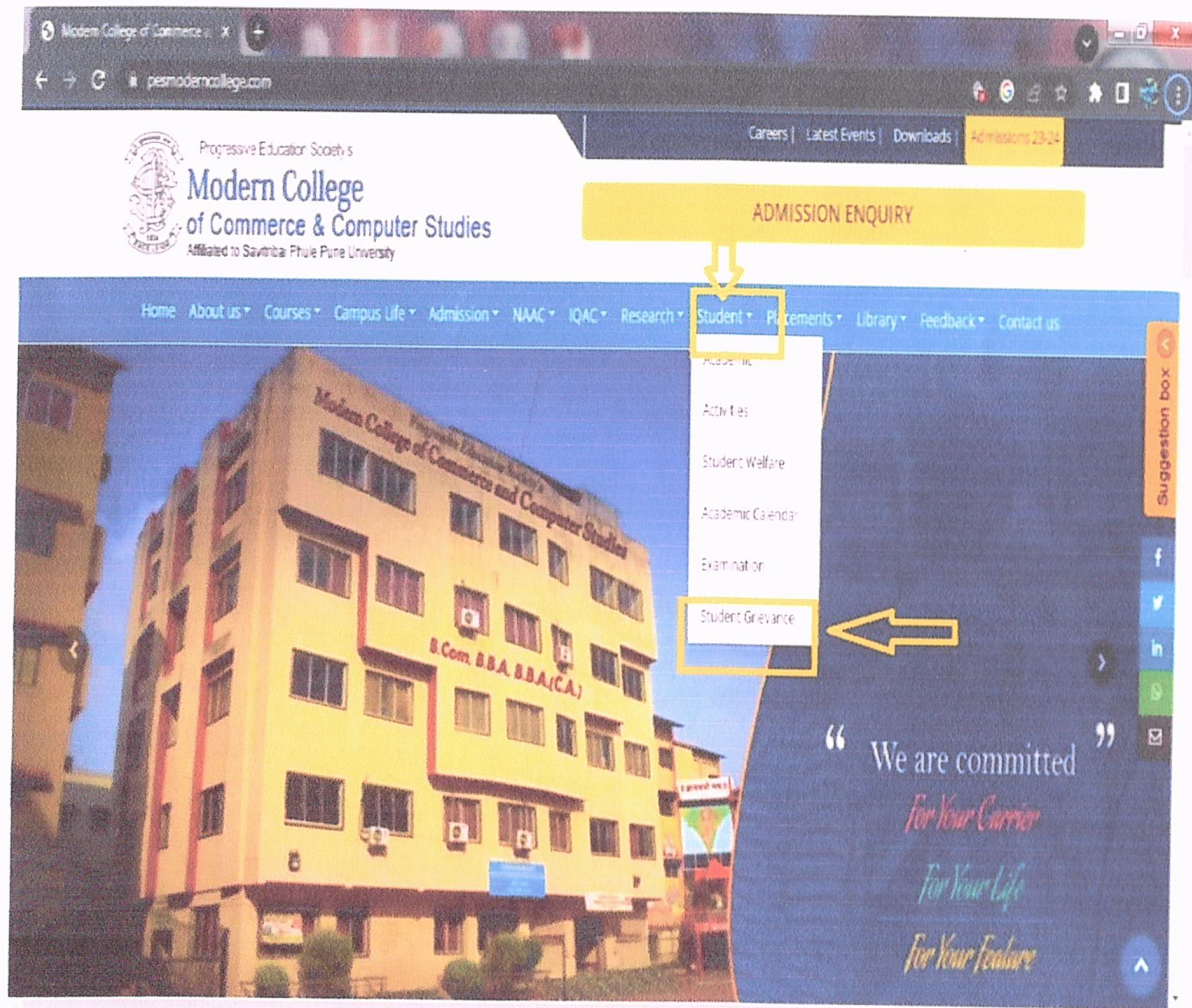 Modern College of Commerce a
pesmoderncollege.com
Careers | Latest Events | Downloads | Admissions 23-24
Progressive Education Society's
Modern College
of Commerce & Computer Studies
Affiliated to Savitribai Phule Pune University
ADMISSION ENQUIRY
Home About us Courses Campus Life Admission NAAC IQAC Research Student Placements Library Feedback Contact us
Academic
Activities
Student Welfare
Academic Calendar
Examination
Student Grievance
Suggestion box
Progressive Education Society's
Modern College of Commerce and Computer Studies
B.Com, B.B.A, B.B.A.(C.A.)
“ We are committed ”
For Your Carrier
For Your Life
For Your Feature